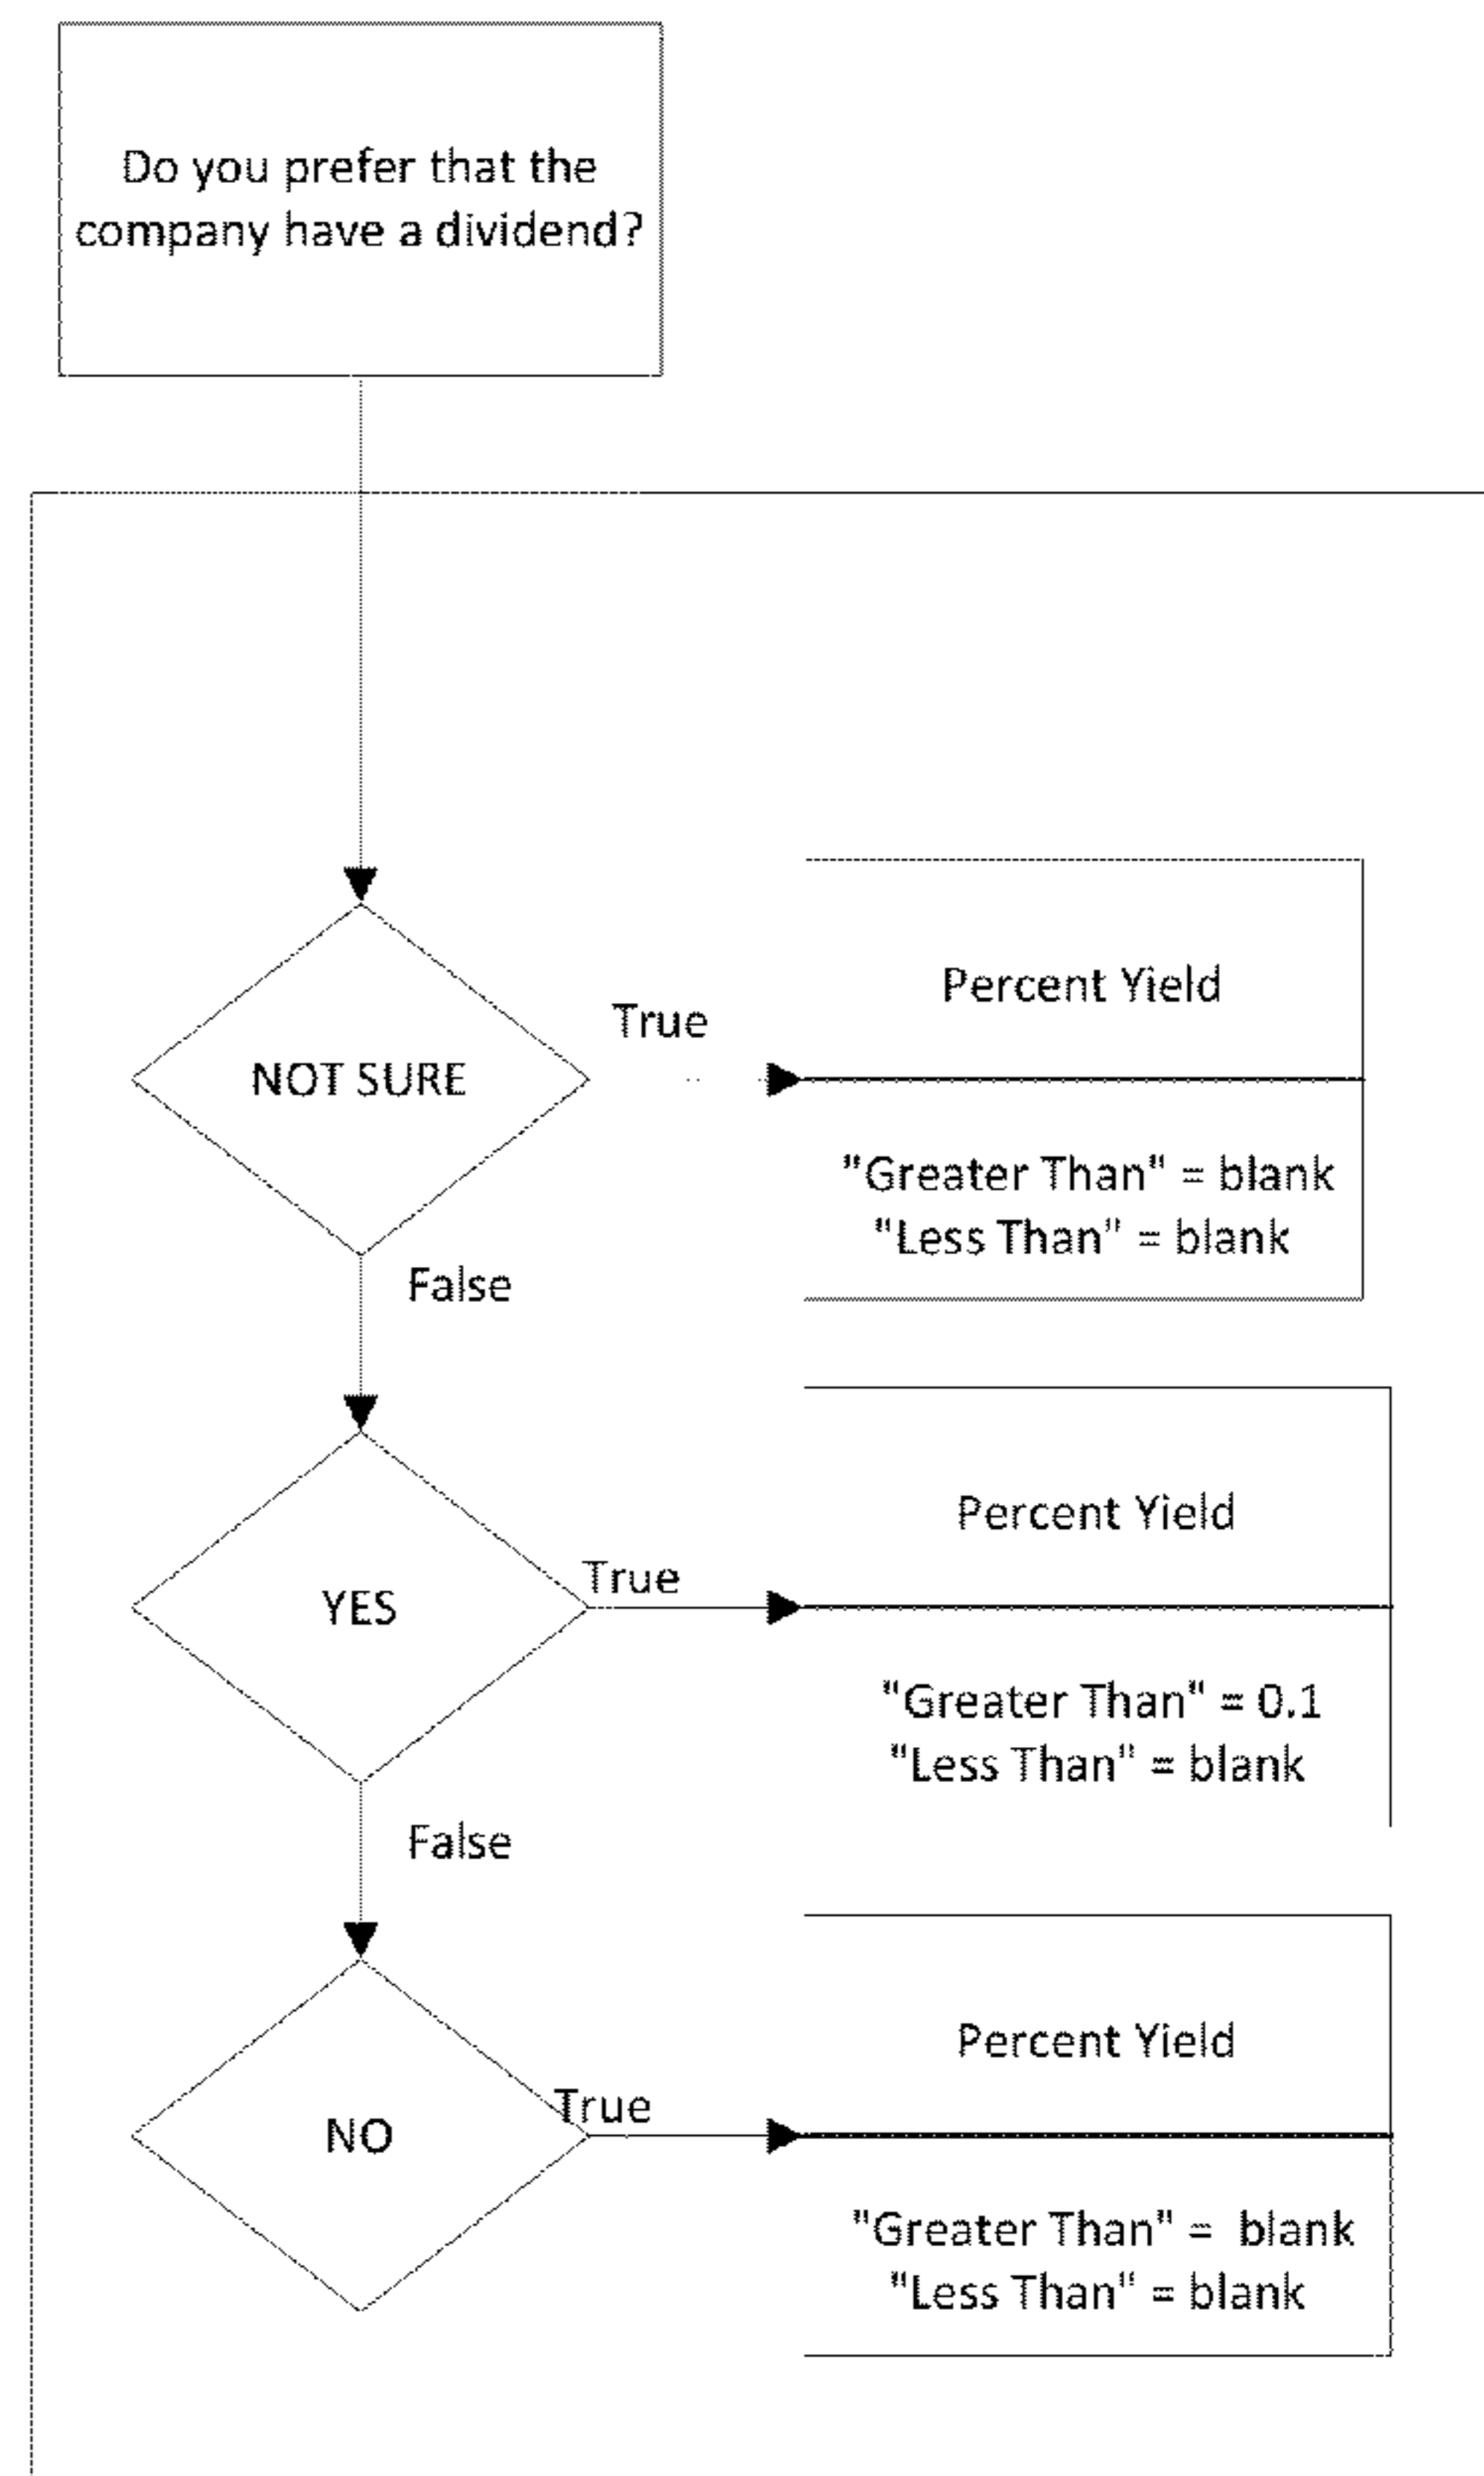 Do you prefer that the
company have a dividend?
Percent Yield
True
NOT SURE
"Greater Than" = blank
"Less Than" = blank
False
Percent Yield
True
YES
"Greater Than" = 0.1
"Less Than" = blank
False
Percent Yield
True
NO
"Greater Than" = blank
"Less Than" = blank